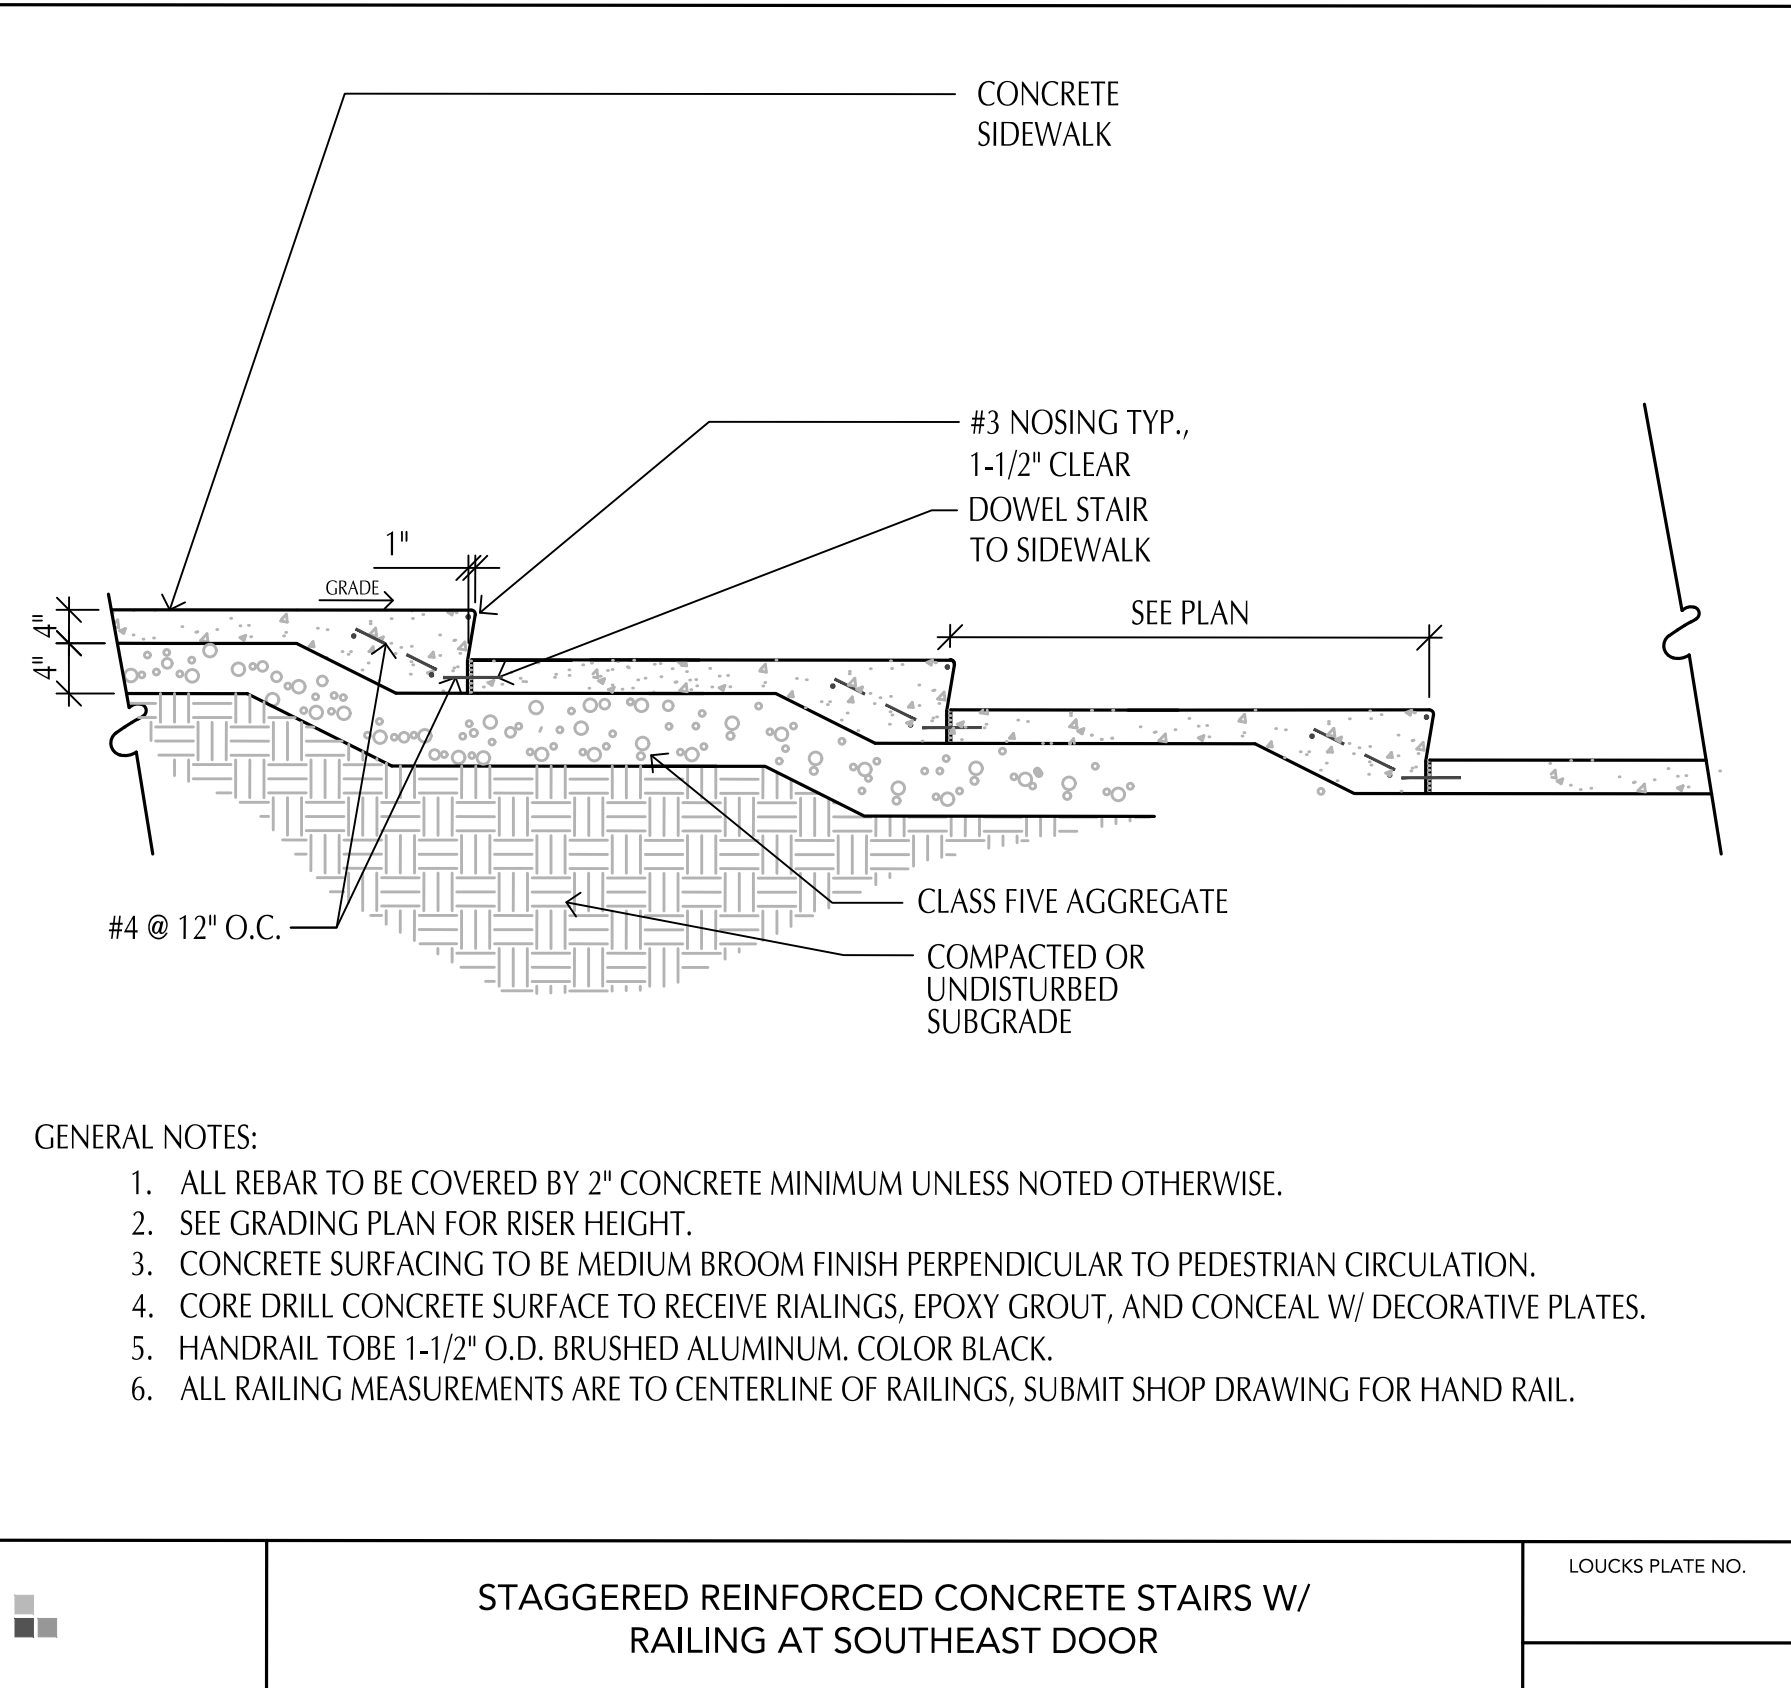 CONCRETE
SIDEWALK
#3 NOSING TYP.,
1-1/2" CLEAR
DOWEL STAIR
TO SIDEWALK
1"
GRADE
SEE PLAN
4"
4"
CLASS FIVE AGGREGATE
#4 @ 12" O.C.
COMPACTED OR
UNDISTURBED
SUBGRADE
GENERAL NOTES:
1. ALL REBAR TO BE COVERED BY 2" CONCRETE MINIMUM UNLESS NOTED OTHERWISE.
2. SEE GRADING PLAN FOR RISER HEIGHT.
3. CONCRETE SURFACING TO BE MEDIUM BROOM FINISH PERPENDICULAR TO PEDESTRIAN CIRCULATION.
4. CORE DRILL CONCRETE SURFACE TO RECEIVE RIALINGS, EPOXY GROUT, AND CONCEAL W/ DECORATIVE PLATES.
5. HANDRAIL TOBE 1-1/2" O.D. BRUSHED ALUMINUM. COLOR BLACK.
6. ALL RAILING MEASUREMENTS ARE TO CENTERLINE OF RAILINGS, SUBMIT SHOP DRAWING FOR HAND RAIL.
STAGGERED REINFORCED CONCRETE STAIRS W/
RAILING AT SOUTHEAST DOOR
LOUCKS PLATE NO.